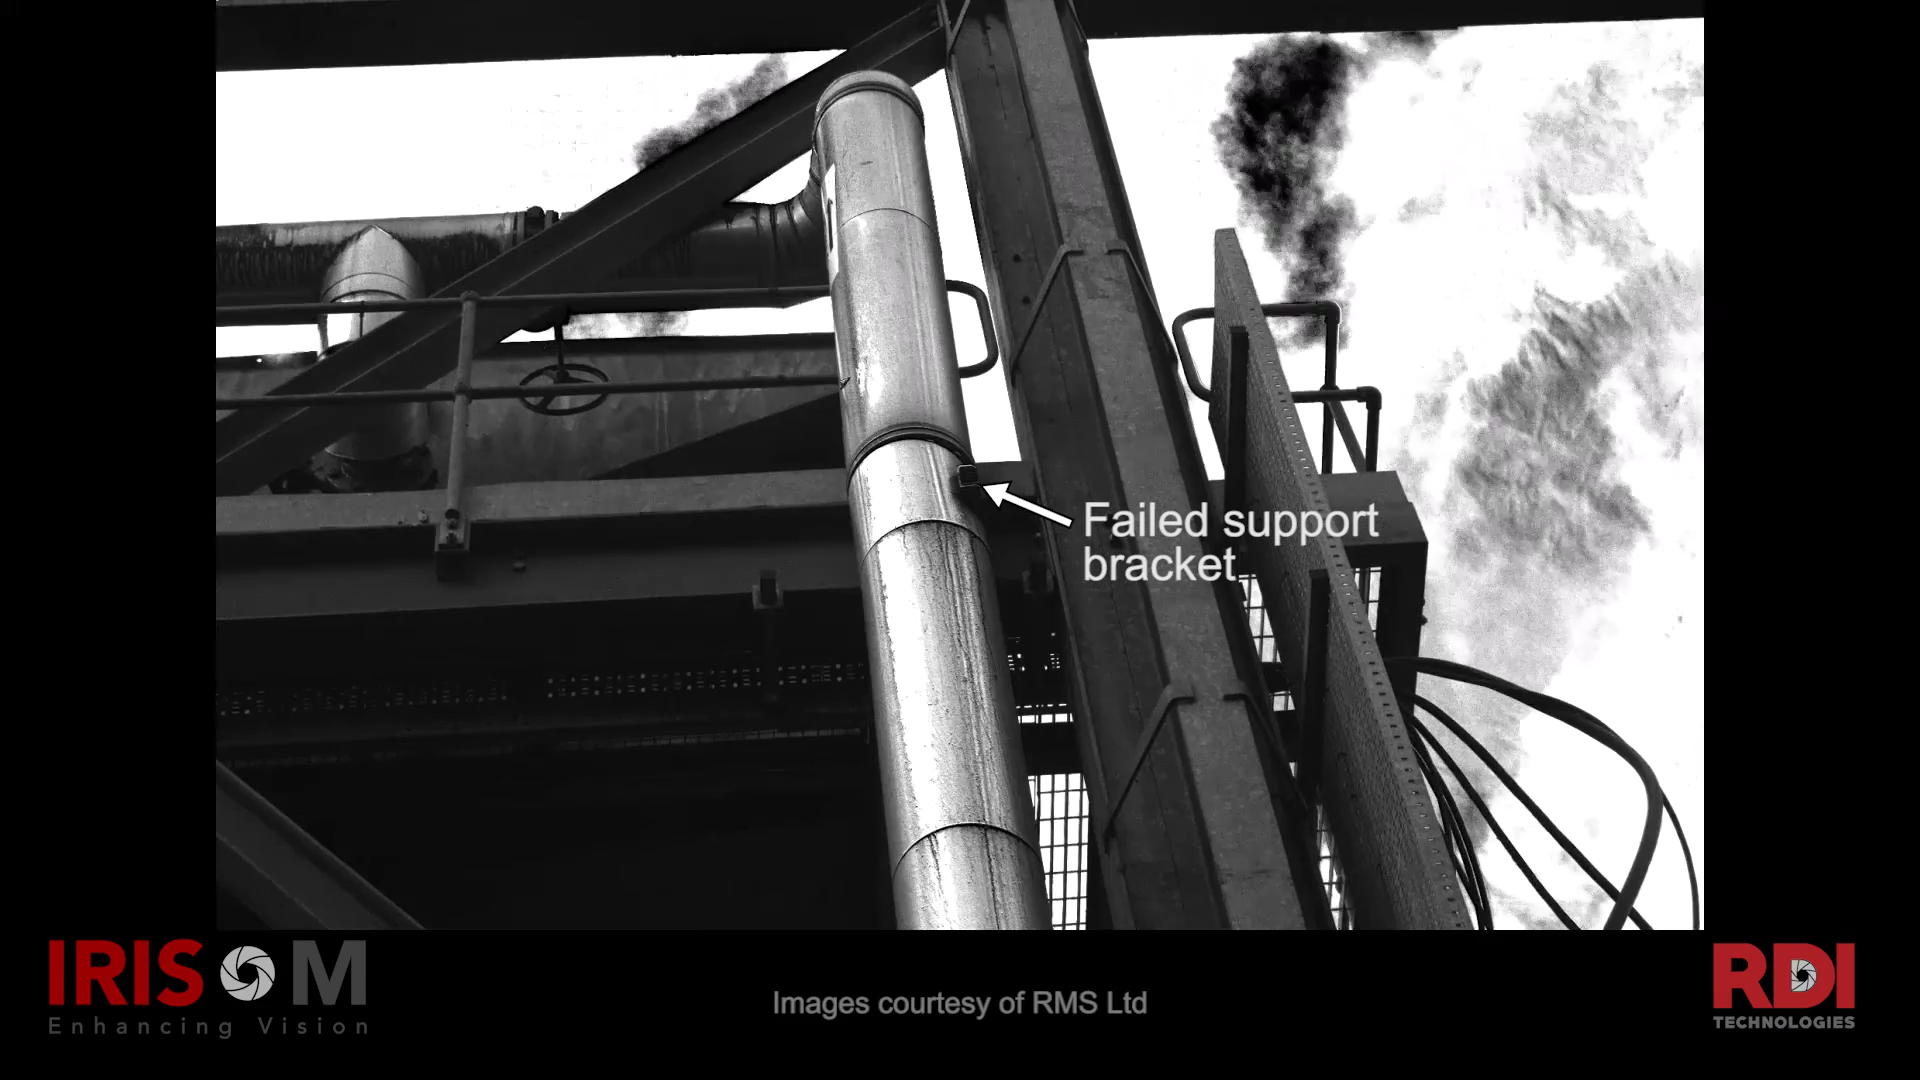 Failed support
bracket
IRIS M
Enhancing Vision
Images courtesy of RMS Ltd
RDI
TECHNOLOGIES